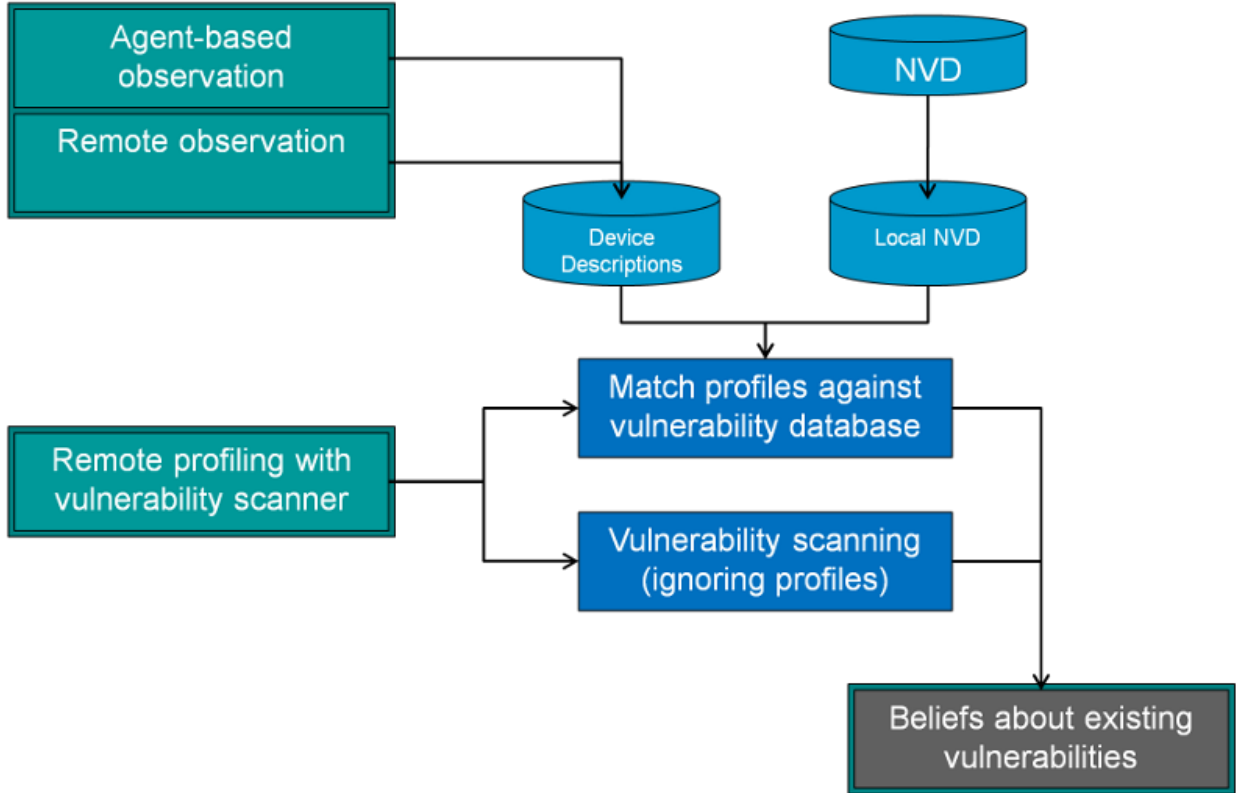 Agent-based
observation
NVD
Remote observation
Device
Descriptions
Local NVD
Match profiles against
vulnerability database
Remote profiling with
vulnerability scanner
Vulnerability scanning
(ignoring profiles)
Beliefs about existing
vulnerabilities